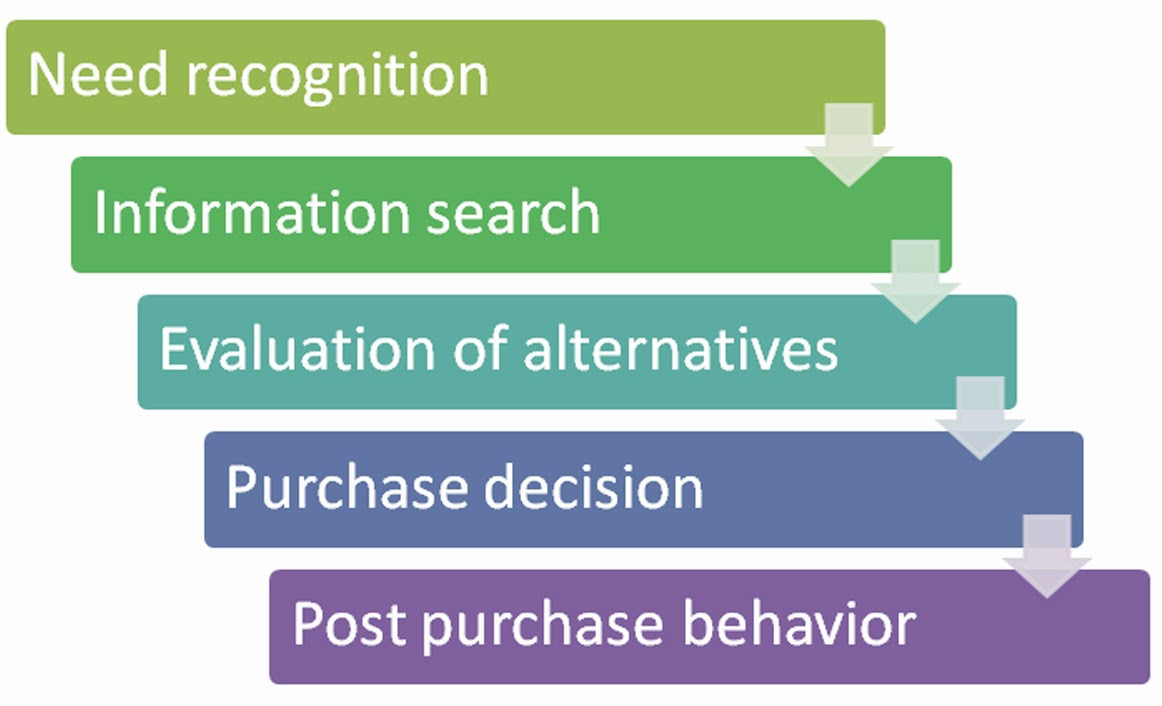 Need recognition
Information search
Evaluation of alternatives
Purchase decision
Post purchase behavior